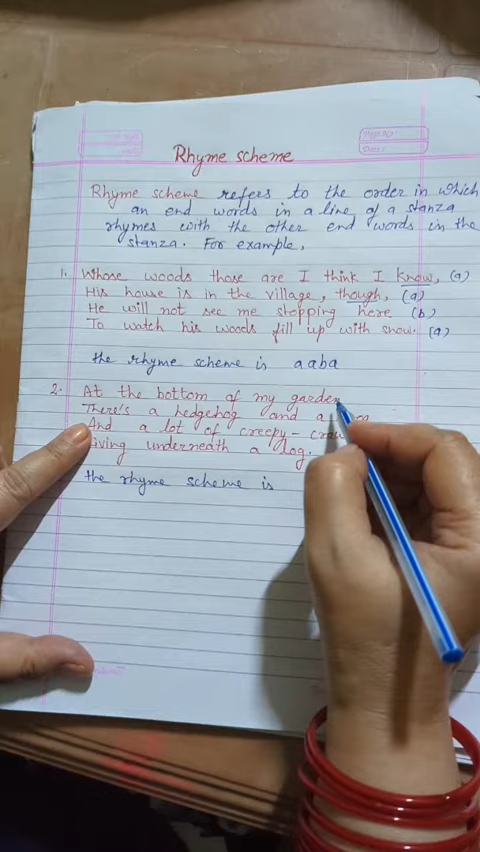 Page No:
Date:
Rhyme scheme
Rhyme scheme refers to the order in which
an end words in a line of a stanza
rhymes with the other end words in the
stanza. For example,
1. Whose woods those are I think I know, (a)
His house is in the village, though, (a)
He will not see me stopping here (b)
To watch his woods fill up with snow. (a)
the rhyme scheme is aaba
2. At the bottom of my garden
There's a hedgehog and a
And a lot of creepy-
Living underneath a log.
the rhyme scheme is